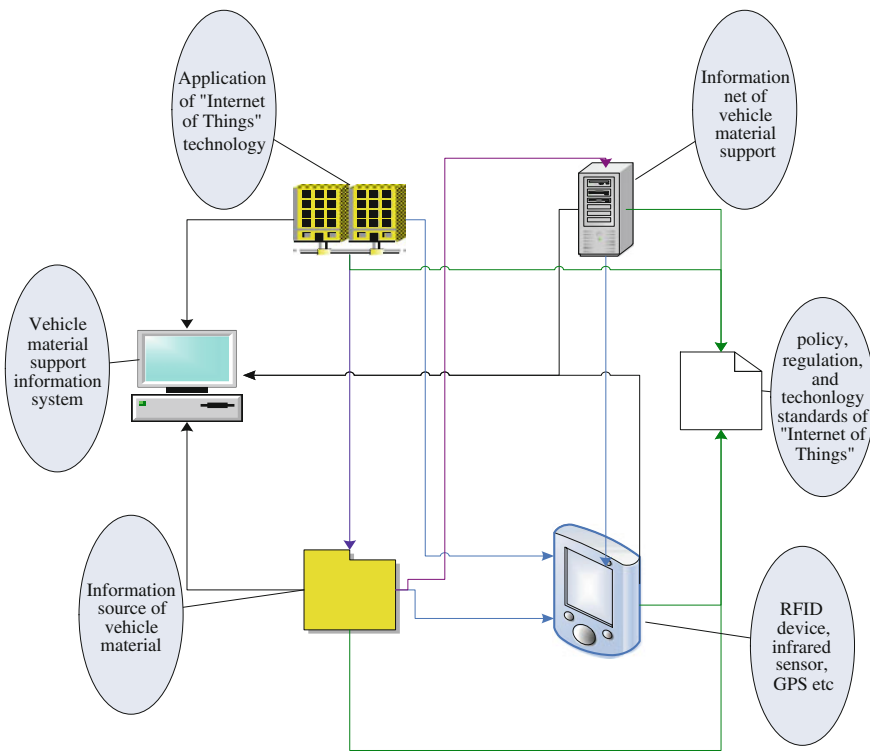 Application
of "Internet
of Things"
technology
Information
net of
vehicle
material
support
Vehicle
material
support
information
system
policy,
regulation,
and
techonlogy
standards of
"Internet of
Things"
Information
source of
vehicle
material
RFID
device,
infrared
sensor,
GPS etc